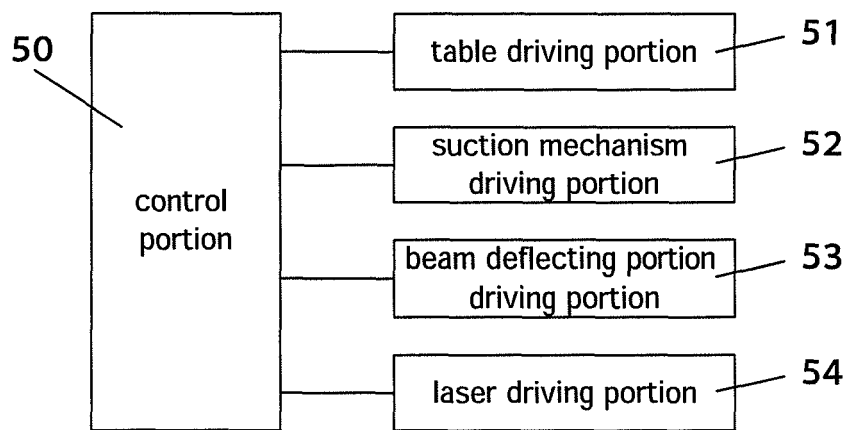 50
control
portion
table driving portion
51
suction mechanism
driving portion
52
beam deflecting portion
driving portion
53
laser driving portion
54